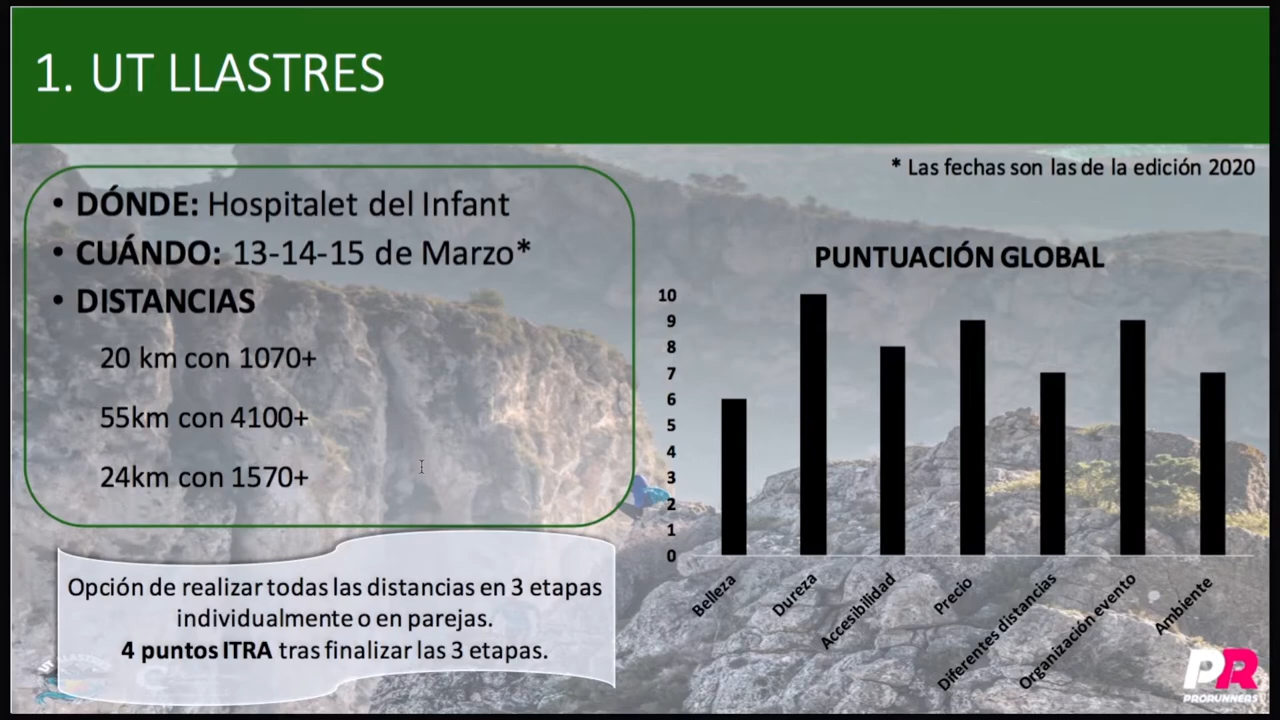 1. UT LLASTRES
* Las fechas son las de la edición 2020
• DÓNDE: Hospitalet del Infant
• CUÁNDO: 13-14-15 de Marzo*
• DISTANCIAS
20 km con 1070+
55km con 4100+
24km con 1570+
Opción de realizar todas las distancias en 3 etapas
individualmente o en parejas.
4 puntos ITRA tras finalizar las 3 etapas.
PUNTUACIÓN GLOBAL
10
9
8
7
6
5
4
3
2
1
0
Belleza
Dureza
Accesibilidad
Precio
Diferentes distancias
Organización evento
Ambiente
UT LLASTRES
PR
PRORUNNERS